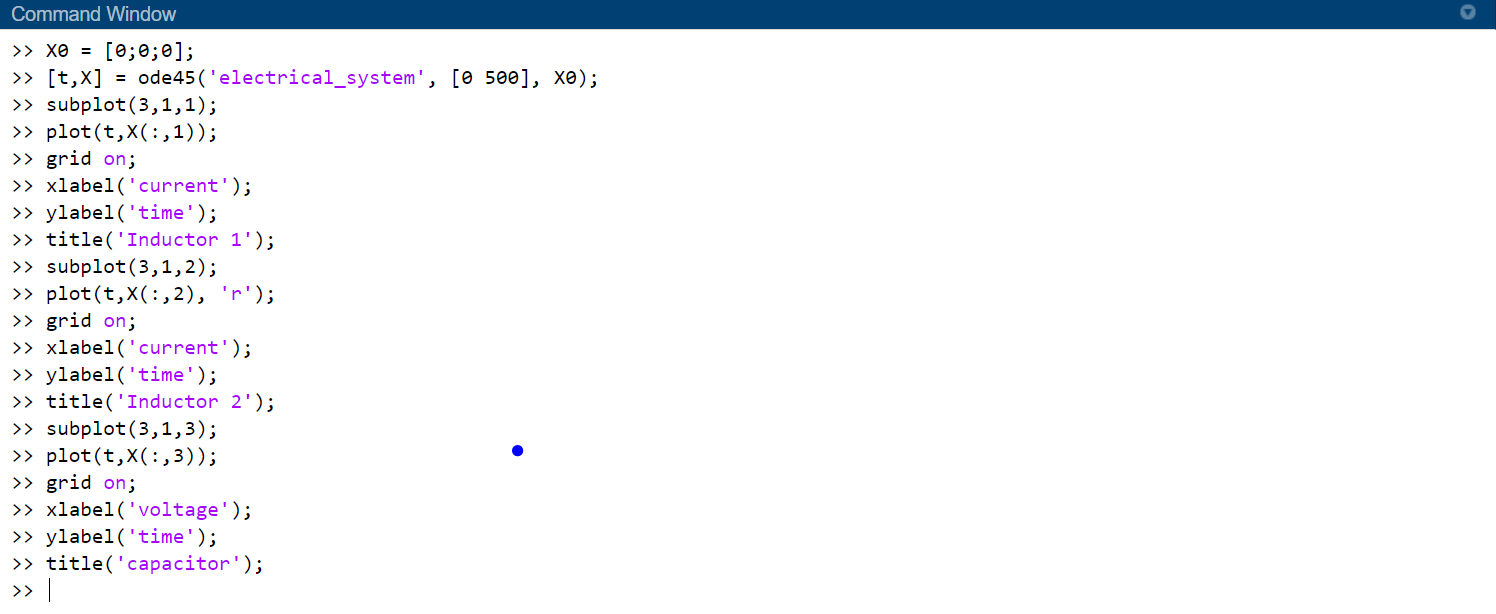 Command Window
>> X0 = [0;0;0];
>> [t,X] = ode45('electrical_system', [0 500], X0);
>> subplot(3,1,1);
>> plot(t,X(:,1));
>> grid on;
>> xlabel('current');
>> ylabel('time');
>> title('Inductor 1');
>> subplot(3,1,2);
>> plot(t,X(:,2), 'r');
>> grid on;
>> xlabel('current');
>> ylabel('time');
>> title('Inductor 2');
>> subplot(3,1,3);
>> plot(t,X(:,3));
>> grid on;
>> xlabel('voltage');
>> ylabel('time');
>> title('capacitor');
>>